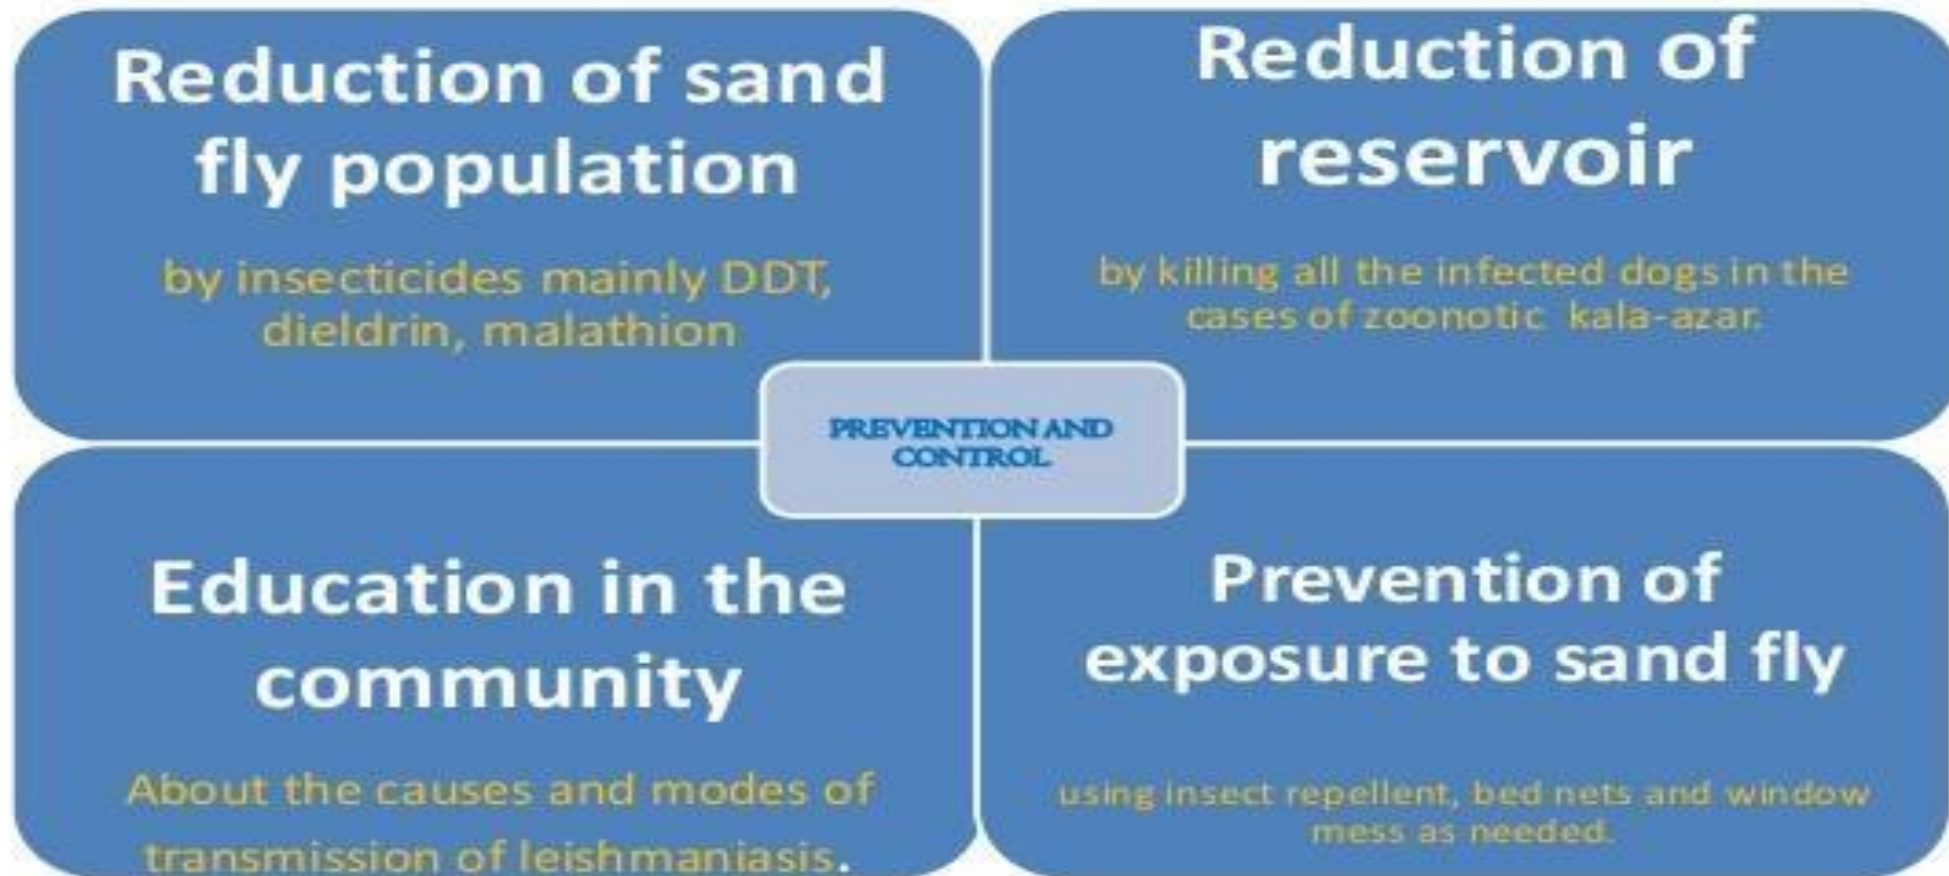 Reduction of sand
fly population
by insecticides mainly DDT,
dieldrin, malathion
Reduction of
reservoir
by killing all the infected dogs in the
cases of zoonotic kala-azar.
PREVENTION AND
CONTROL
Education in the
community
About the causes and modes of
transmission of leishmaniasis.
Prevention of
exposure to sand fly
using insect repellent, bed nets and window
mess as needed.